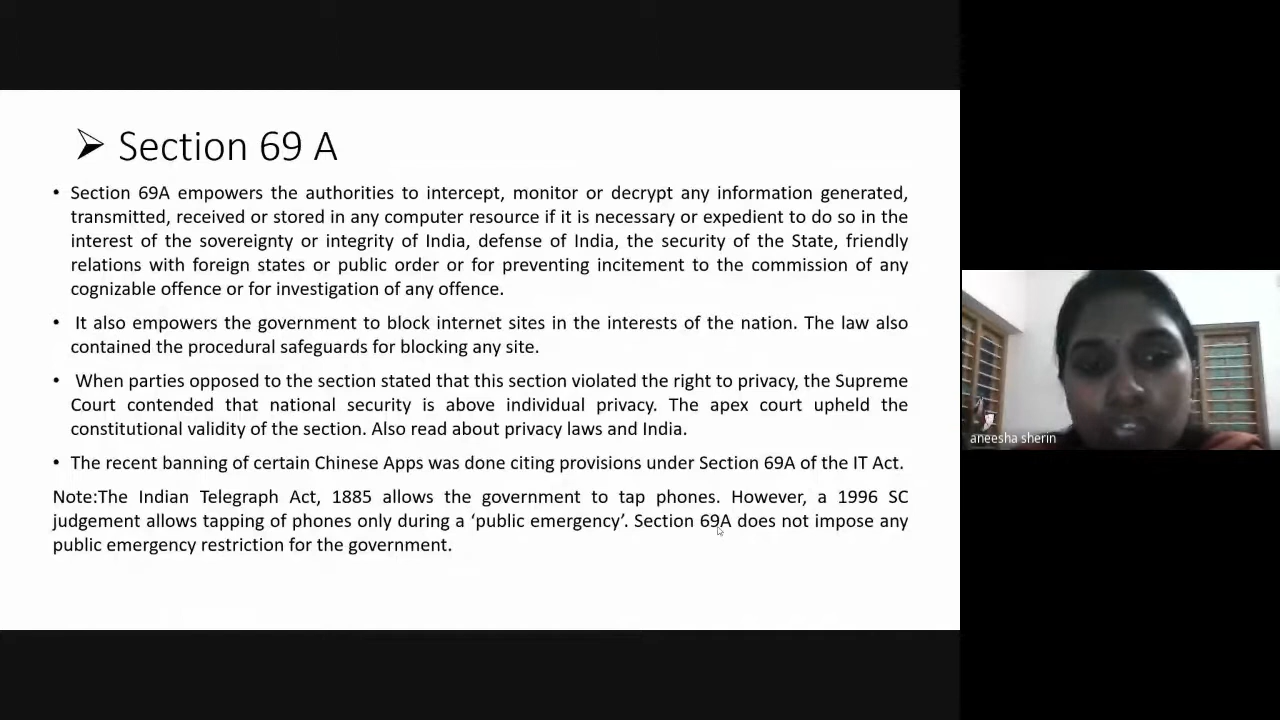 Section 69 A
• Section 69A empowers the authorities to intercept, monitor or decrypt any information generated,
transmitted, received or stored in any computer resource if it is necessary or expedient to do so in the
interest of the sovereignty or integrity of India, defense of India, the security of the State, friendly
relations with foreign states or public order or for preventing incitement to the commission of any
cognizable offence or for investigation of any offence.
• It also empowers the government to block internet sites in the interests of the nation. The law also
contained the procedural safeguards for blocking any site.
• When parties opposed to the section stated that this section violated the right to privacy, the Supreme
Court contended that national security is above individual privacy. The apex court upheld the
constitutional validity of the section. Also read about privacy laws and India.
• The recent banning of certain Chinese Apps was done citing provisions under Section 69A of the IT Act.
Note:The Indian Telegraph Act, 1885 allows the government to tap phones. However, a 1996 SC
judgement allows tapping of phones only during a ‘public emergency’. Section 69A does not impose any
public emergency restriction for the government.
aneesha sherin